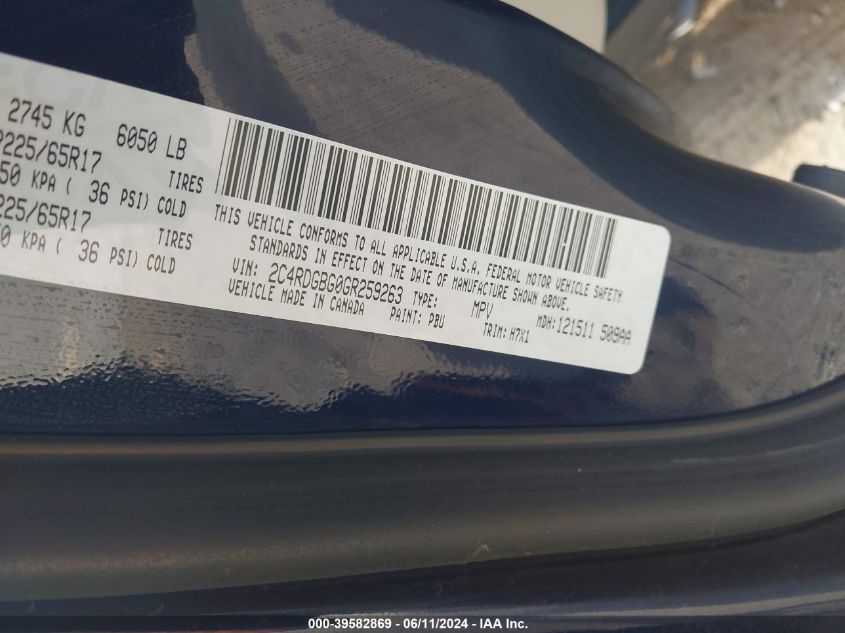 2745 KG 6050 LB
P225/65R17 TIRES
50 KPA ( 36 PSI) COLD
P225/65R17 TIRES
50 KPA ( 36 PSI) COLD
THIS VEHICLE CONFORMS TO ALL APPLICABLE U.S.A. FEDERAL MOTOR VEHICLE SAFETY
STANDARDS IN EFFECT ON THE DATE OF MANUFACTURE SHOWN ABOVE.
VIN: 2C4RDGBG0GR259263 TYPE: MPV MDH:121511 509AA
VEHICLE MADE IN CANADA PAINT: PBU TRIM: H7X1
000-39582869 - 06/11/2024 - IAA Inc.